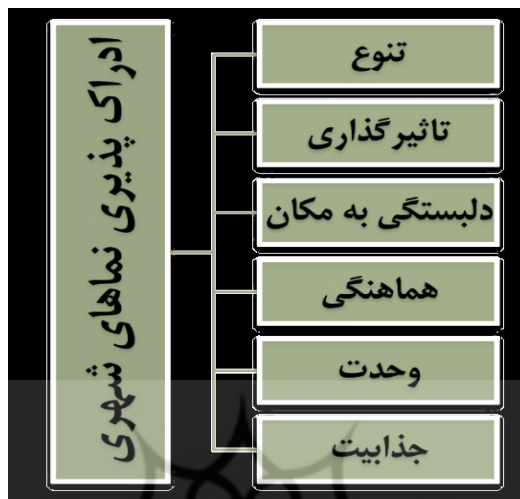 ادراک پذیری نماهای شهری
تنوع
تاثیرگذاری
دلبستگی به مکان
هماهنگی
وحدت
جذابیت